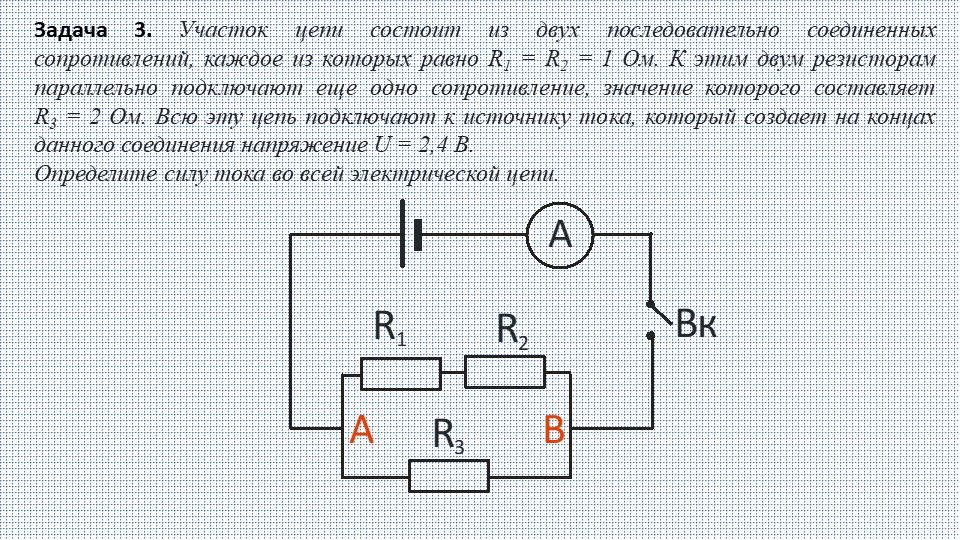 Задача 3. Участок цепи состоит из двух последовательно соединенных
сопротивлений, каждое из которых равно R₁ = R₂ = 1 Ом. К этим двум резисторам
параллельно подключают еще одно сопротивление, значение которого составляет
R₃ = 2 Ом. Всю эту цепь подключают к источнику тока, который создает на концах
данного соединения напряжение U = 2,4 В.
Определите силу тока во всей электрической цепи.
A
Вк
R₁
R₂
A
B
R₃